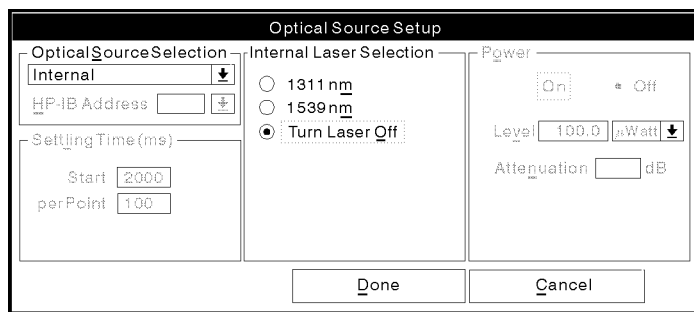 Optical Source Setup
Optical Source Selection
Internal
HP-IB Address
Settling Time (ms)
Start 2000
per Point 100
Internal Laser Selection
1311 nm
1539 nm
Turn Laser Off
Power
On Off
Level 100.0 µWatt
Attenuation dB
Done Cancel